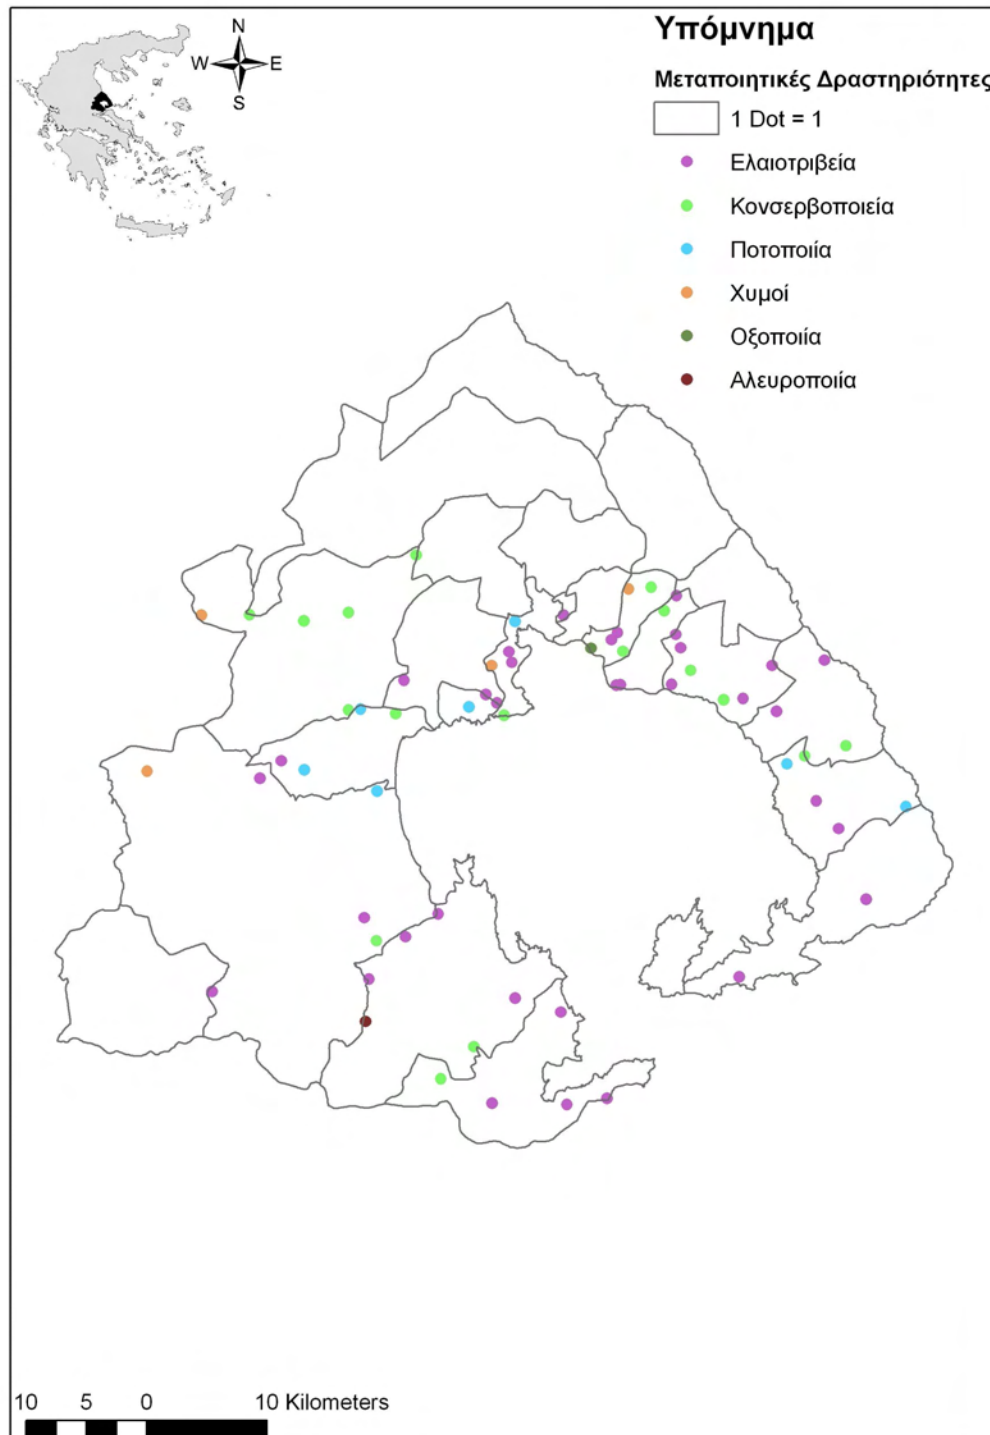 N
W E
S
Υπόμνημα
Μεταποιητικές Δραστηριότητες
1 Dot = 1
Ελαιοτριβεία
Κονσερβοποιεία
Ποτοποιία
Χυμοί
Οξοποιία
Αλευροποιία
10 5 0 10 Kilometers